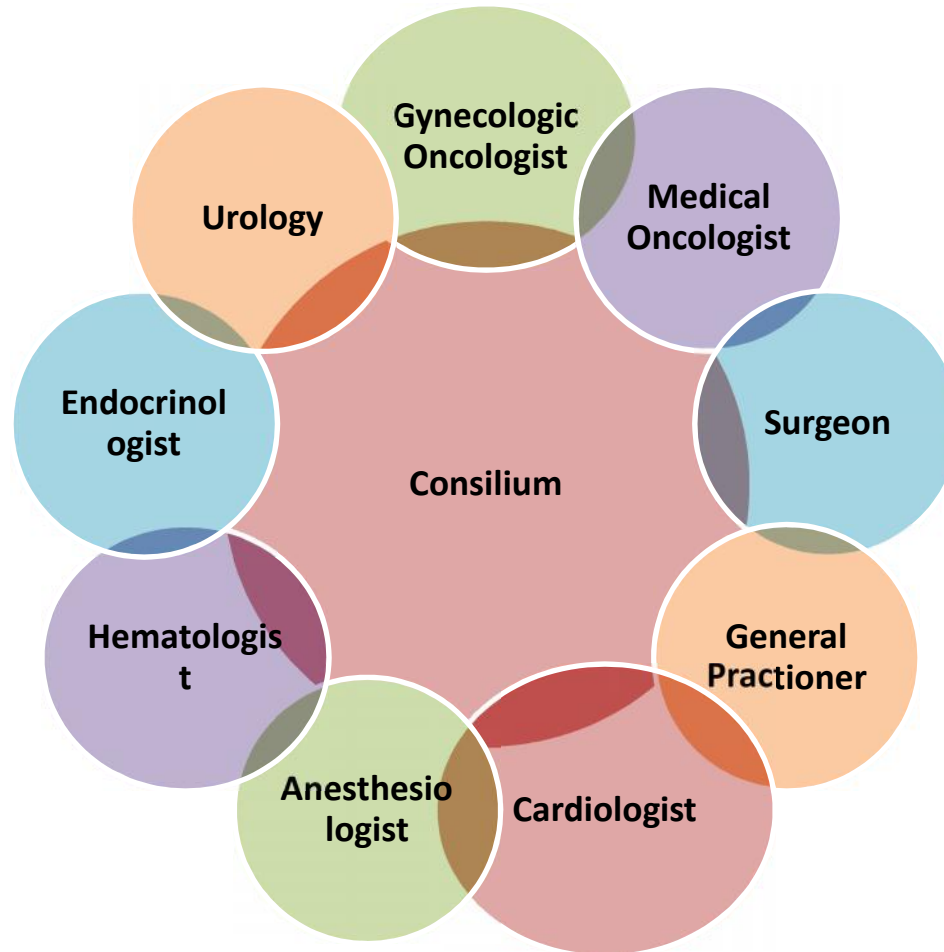 Gynecologic
Oncologist
Medical
Oncologist
Urology
Endocrinol
ogist
Surgeon
Consilium
Hematologis
t
General
Practioner
Anesthesio
logist
Cardiologist